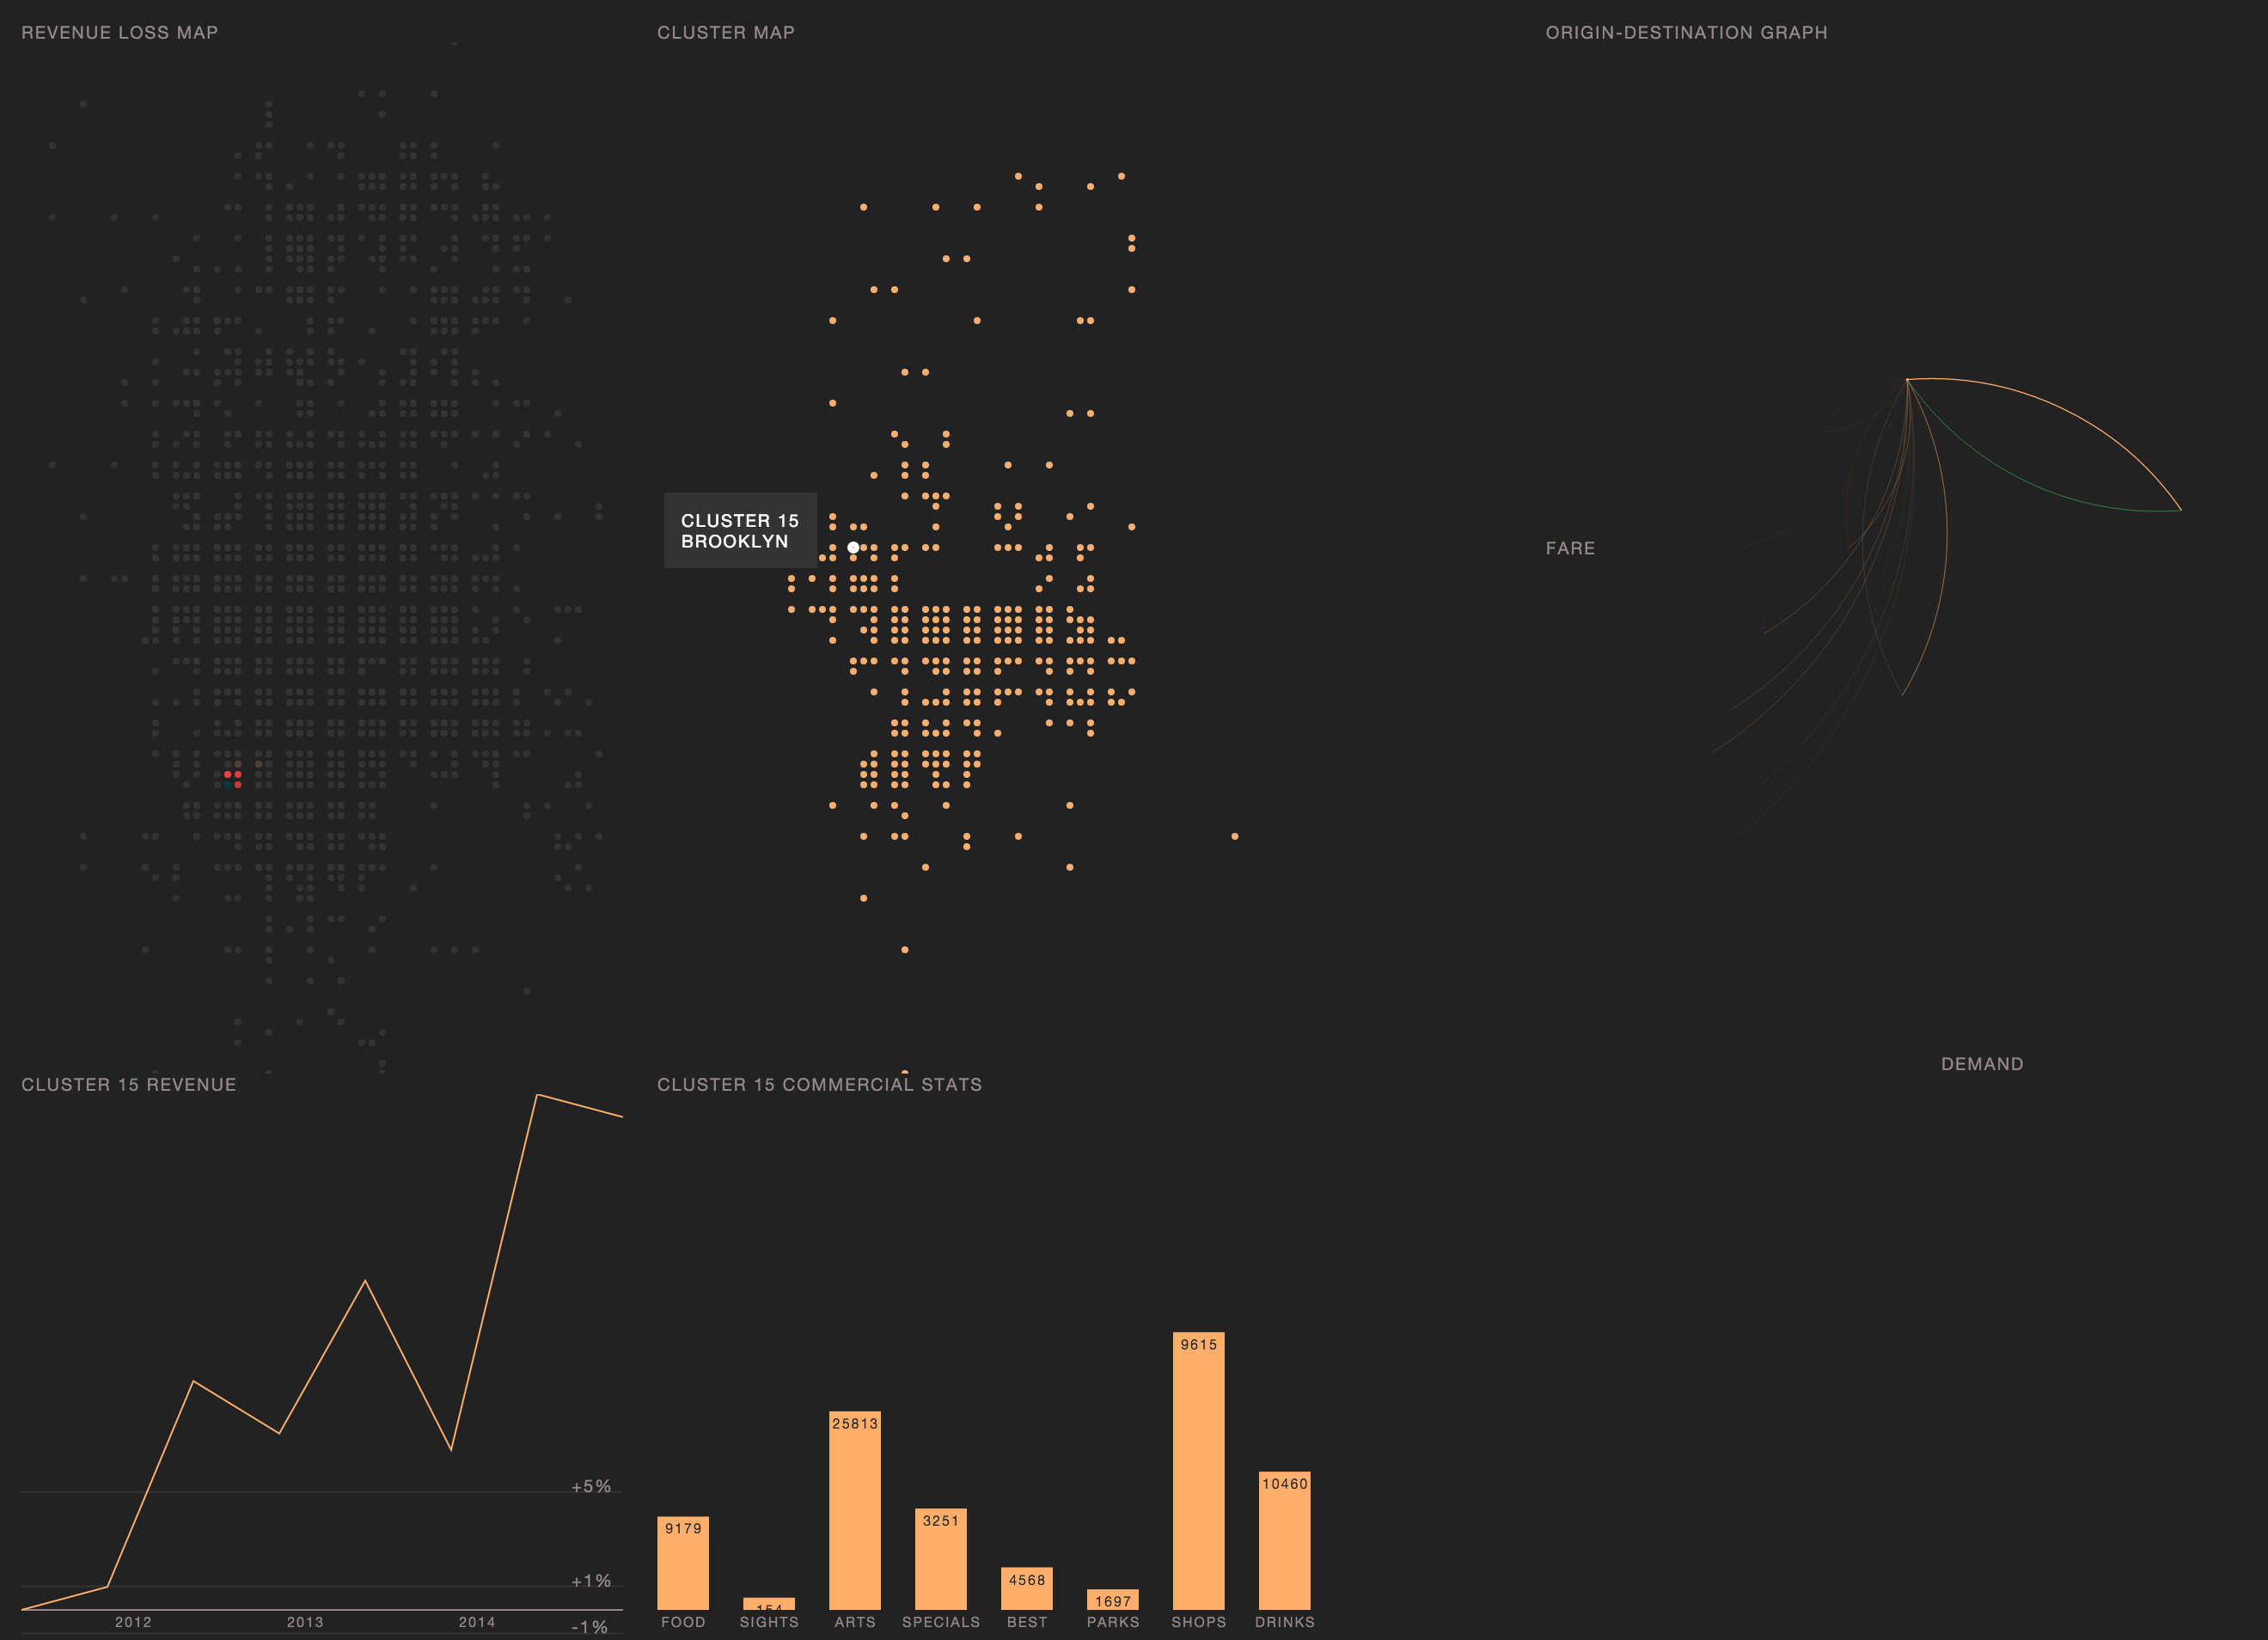 REVENUE LOSS MAP
CLUSTER MAP
ORIGIN-DESTINATION GRAPH
CLUSTER 15
BROOKLYN
FARE
DEMAND
CLUSTER 15 REVENUE
CLUSTER 15 COMMERCIAL STATS
+5%
+1%
-1%
2012
2013
2014
9179
154
25813
3251
4568
1697
9615
10460
FOOD
SIGHTS
ARTS
SPECIALS
BEST
PARKS
SHOPS
DRINKS